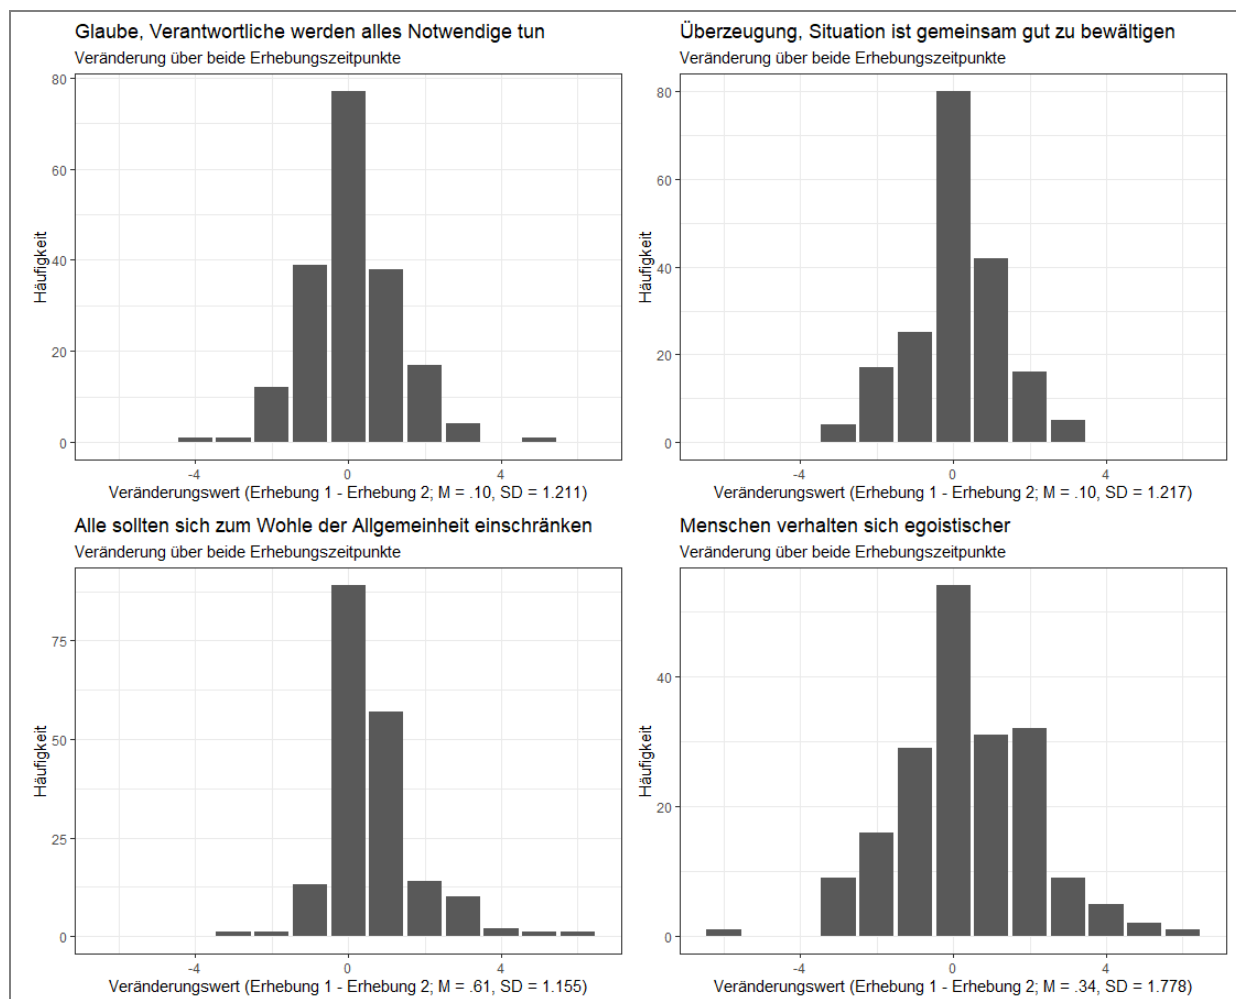 Glaube, Verantwortliche werden alles Notwendige tun
Veränderung über beide Erhebungszeitpunkte
80
60
40
20
0
Häufigkeit
-4 0 4
Veränderungswert (Erhebung 1 - Erhebung 2; M = .10, SD = 1.211)
Überzeugung, Situation ist gemeinsam gut zu bewältigen
Veränderung über beide Erhebungszeitpunkte
80
60
40
20
0
Häufigkeit
-4 0 4
Veränderungswert (Erhebung 1 - Erhebung 2; M = .10, SD = 1.217)
Alle sollten sich zum Wohle der Allgemeinheit einschränken
Veränderung über beide Erhebungszeitpunkte
75
50
25
0
Häufigkeit
-4 0 4
Veränderungswert (Erhebung 1 - Erhebung 2; M = .61, SD = 1.155)
Menschen verhalten sich egoistischer
Veränderung über beide Erhebungszeitpunkte
40
20
0
Häufigkeit
-4 0 4
Veränderungswert (Erhebung 1 - Erhebung 2; M = .34, SD = 1.778)